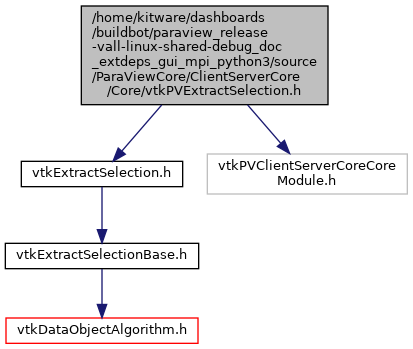 /home/kitware/dashboards
/buildbot/paraview_release
-vall-linux-shared-debug_doc
_extdeps_gui_mpi_python3/source
/ParaViewCore/ClientServerCore
/Core/vtkPVExtractSelection.h
vtkExtractSelection.h
vtkPVClientServerCoreCore
Module.h
vtkExtractSelectionBase.h
vtkDataObjectAlgorithm.h